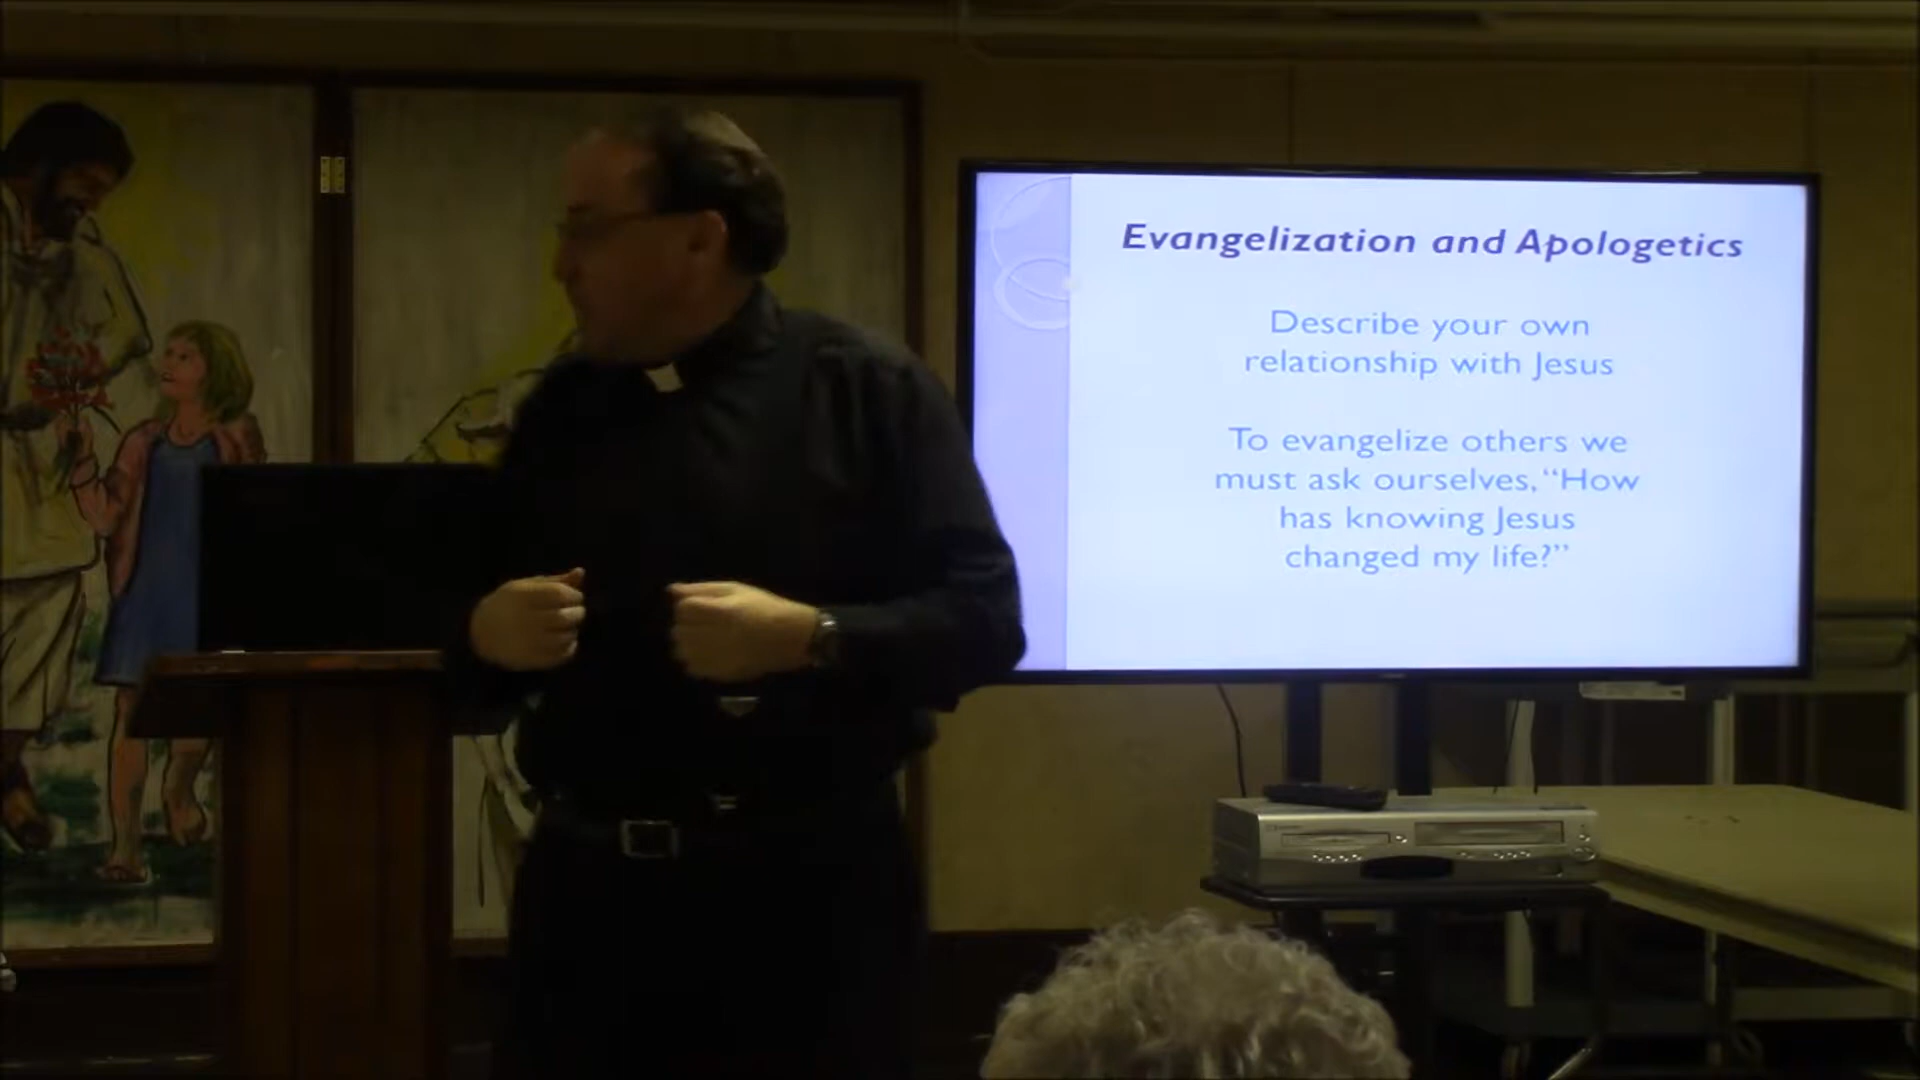 Evangelization and Apologetics
Describe your own
relationship with Jesus
To evangelize others we
must ask ourselves, “How
has knowing Jesus
changed my life?”